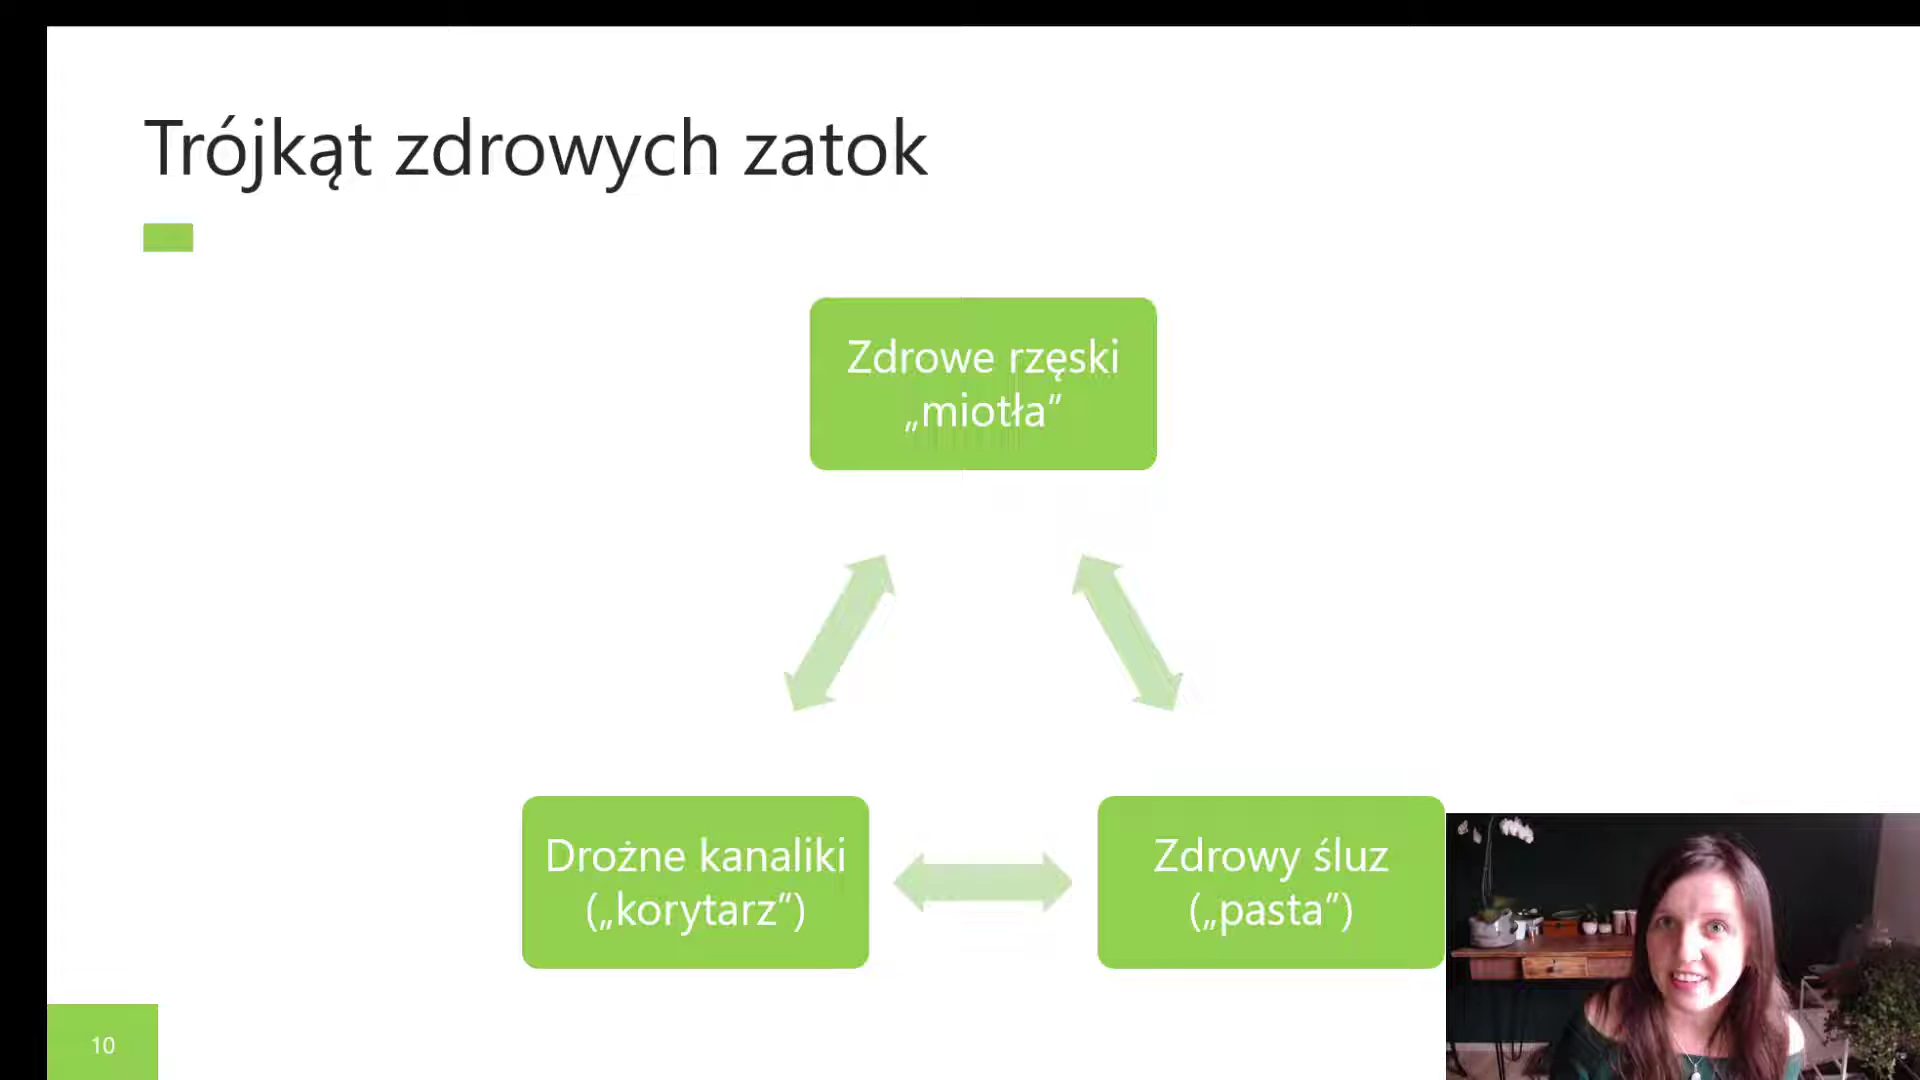 Trójkąt zdrowych zatok
Zdrowe rzęski
„miotła”
Drożne kanaliki
(„korytarz”)
Zdrowy śluz
(„pasta”)
10